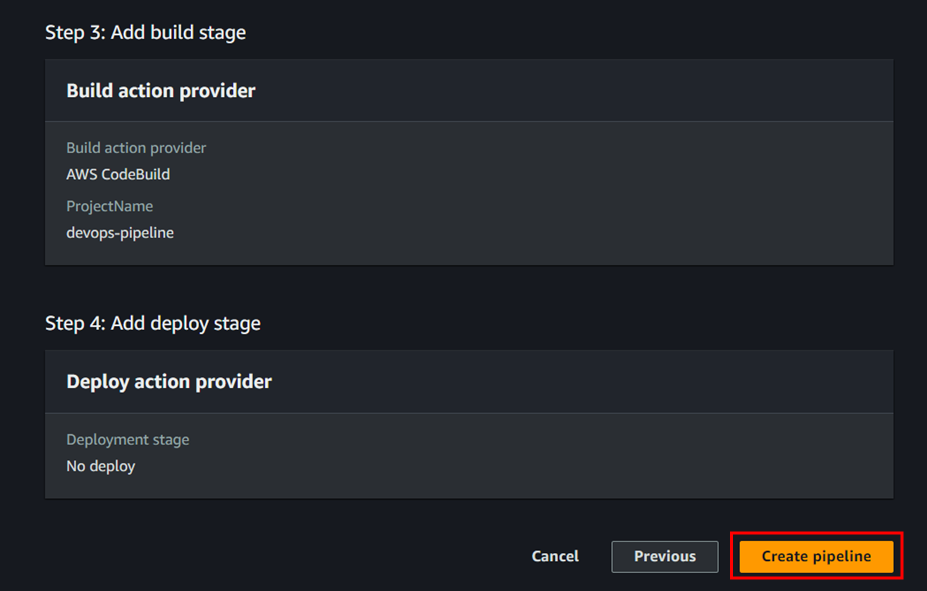 Step 3: Add build stage
Build action provider
Build action provider
AWS CodeBuild
ProjectName
devops-pipeline
Step 4: Add deploy stage
Deploy action provider
Deployment stage
No deploy
Cancel Previous Create pipeline